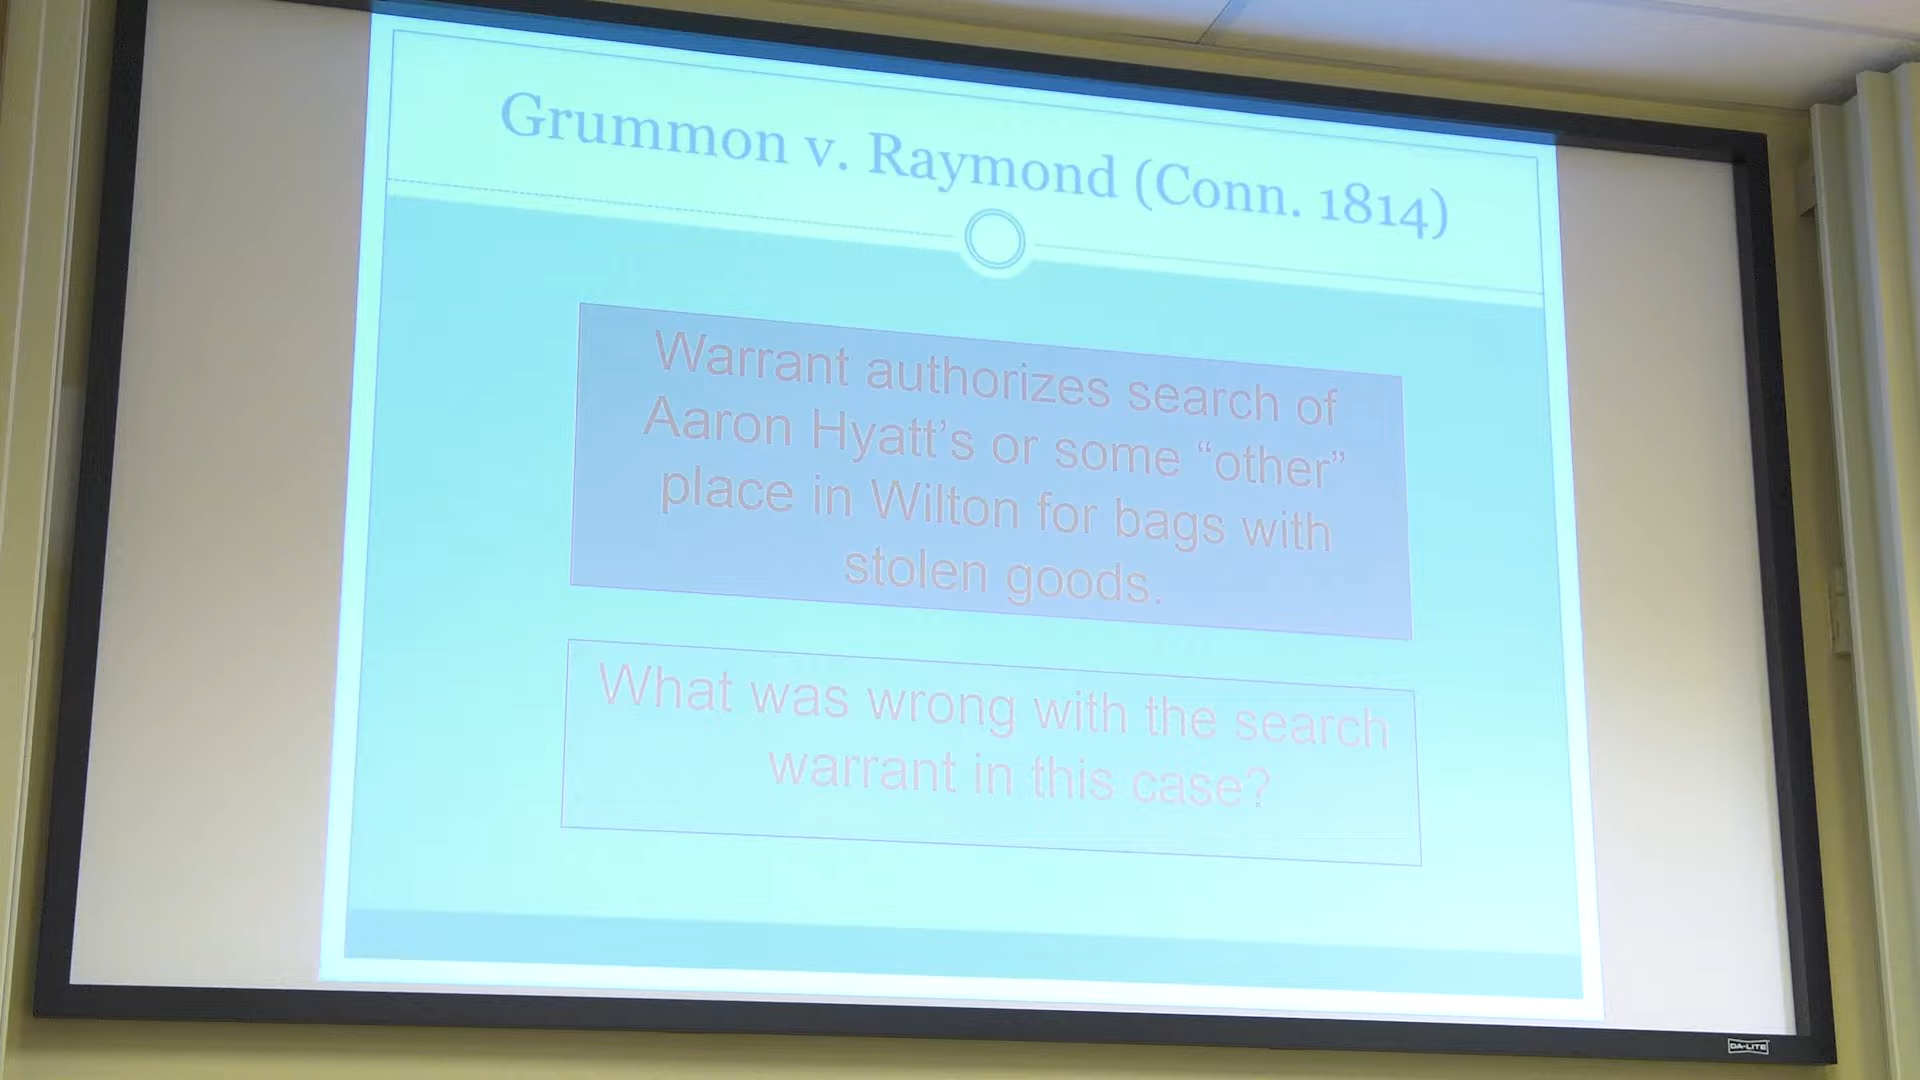 Grummon v. Raymond (Conn. 1814)
Warrant authorizes search of
Aaron Hyatt’s or some “other”
place in Wilton for bags with
stolen goods.
What was wrong with the search
warrant in this case?
DA-LITE